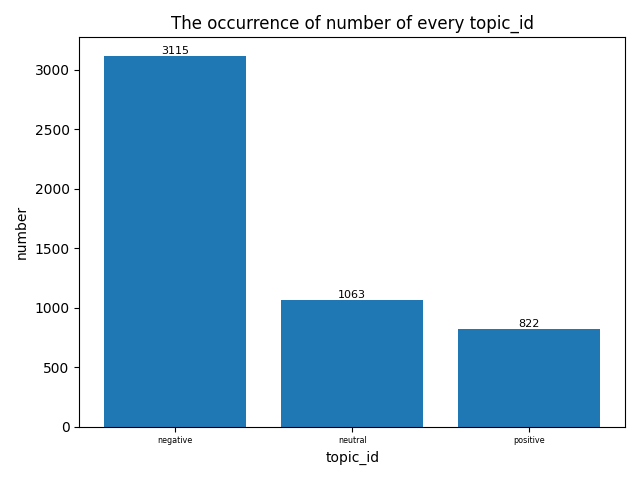 The occurrence of number of every topic_id
3115
3000
2500
2000
1500
1063
1000
822
500
0
number
negative
neutral
positive
topic_id